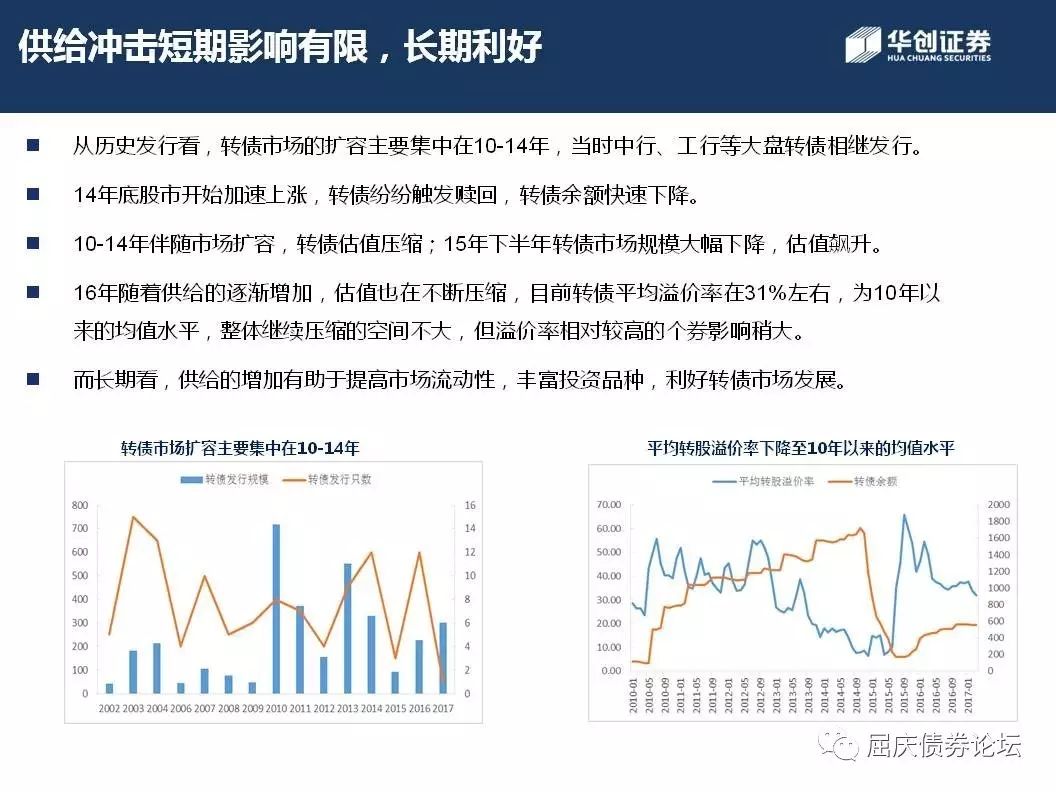 供给冲击短期影响有限，长期利好
华创证券
HUA CHUANG SECURITIES
从历史发行看，转债市场的扩容主要集中在10-14年，当时中行、工行等大盘转债相继发行。
14年底股市开始加速上涨，转债纷纷触发赎回，转债余额快速下降。
10-14年伴随市场扩容，转债估值压缩；15年下半年转债市场规模大幅下降，估值飙升。
16年随着供给的逐渐增加，估值也在不断压缩，目前转债平均溢价率在31%左右，为10年以
来的均值水平，整体继续压缩的空间不大，但溢价率相对较高的个券影响稍大。
而长期看，供给的增加有助于提高市场流动性，丰富投资品种，利好转债市场发展。
转债市场扩容主要集中在10-14年
转债发行规模 转债发行只数
800 16
700 14
600 12
500 10
400 8
300 6
200 4
100 2
0 0
2002 2003 2004 2006 2007 2008 2009 2010 2011 2012 2013 2014 2015 2016 2017
平均转股溢价率下降至10年以来的均值水平
平均转股溢价率 转债余额
70.00 2000
1800
60.00 1600
50.00 1400
1200
40.00 1000
30.00 800
20.00 600
400
10.00 200
0.00 0
2010-01 2010-05 2010-09 2011-01 2011-05 2011-09 2012-01 2012-05 2012-09 2013-01 2013-05 2013-09 2014-01 2014-05 2014-09 2015-01 2015-05 2015-09 2016-01 2016-05 2016-09 2017-01
屈庆债券论坛